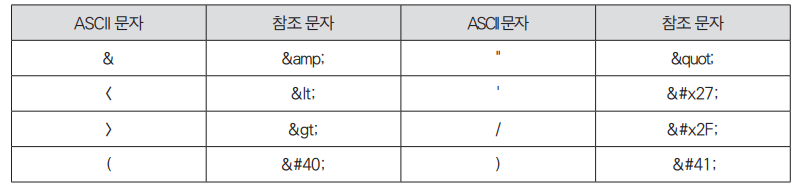 ASCII 문자 참조 문자 ASCII문자 참조 문자
& &amp; " &quot;
〈 &lt; ' &#x27;
〉 &gt; / &#x2F;
( &#40; ) &#41;